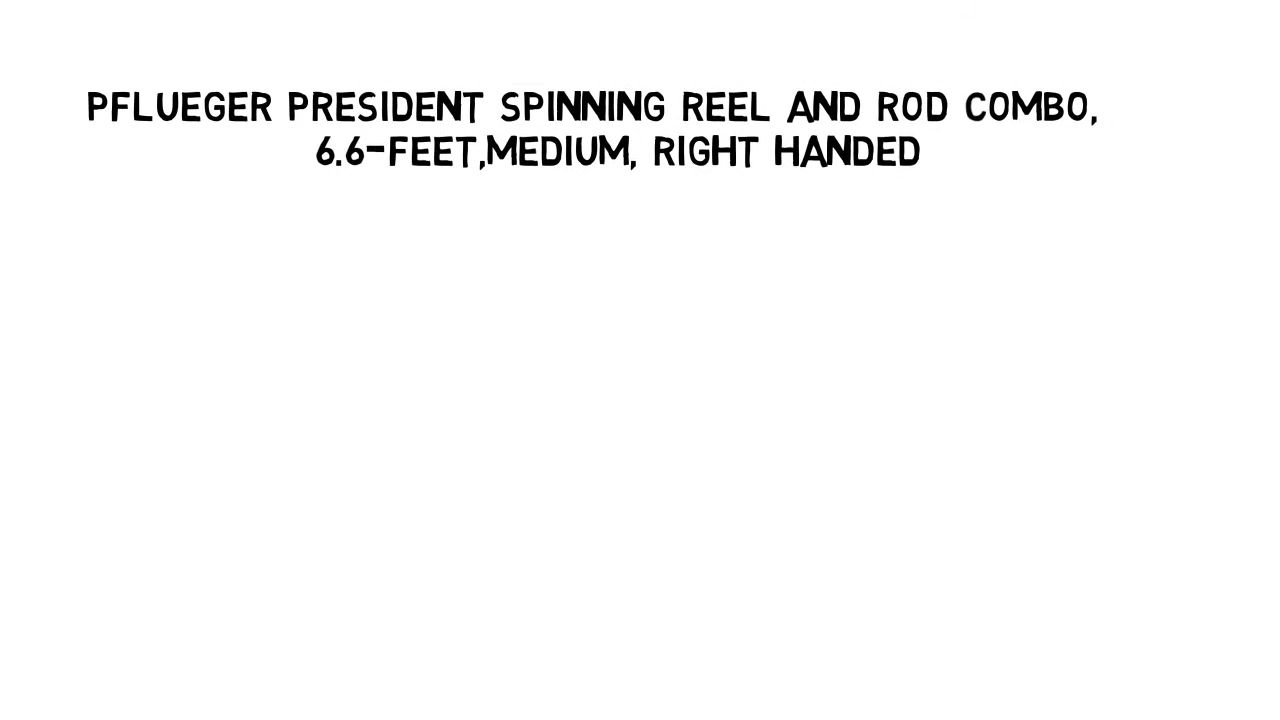 PFLUEGER PRESIDENT SPINNING REEL AND ROD COMBO,
6.6-FEET,MEDIUM, RIGHT HANDED